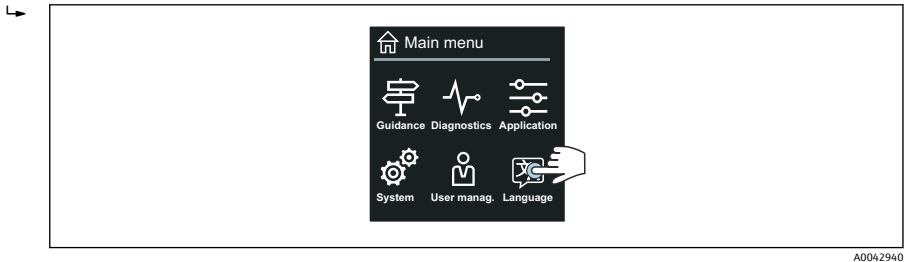 Main menu
Guidance Diagnostics Application
System User manag. Language
A0042940